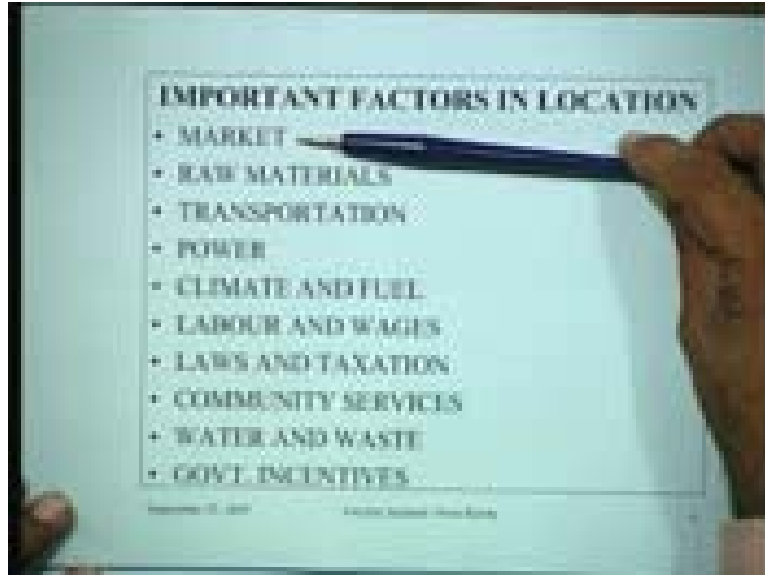 IMPORTANT FACTORS IN LOCATION
• MARKET
• RAW MATERIALS
• TRANSPORTATION
• POWER
• CLIMATE AND FUEL
• LABOUR AND WAGES
• LAWS AND TAXATION
• COMMUNITY SERVICES
• WATER AND WASTE
• GOVT. INCENTIVES